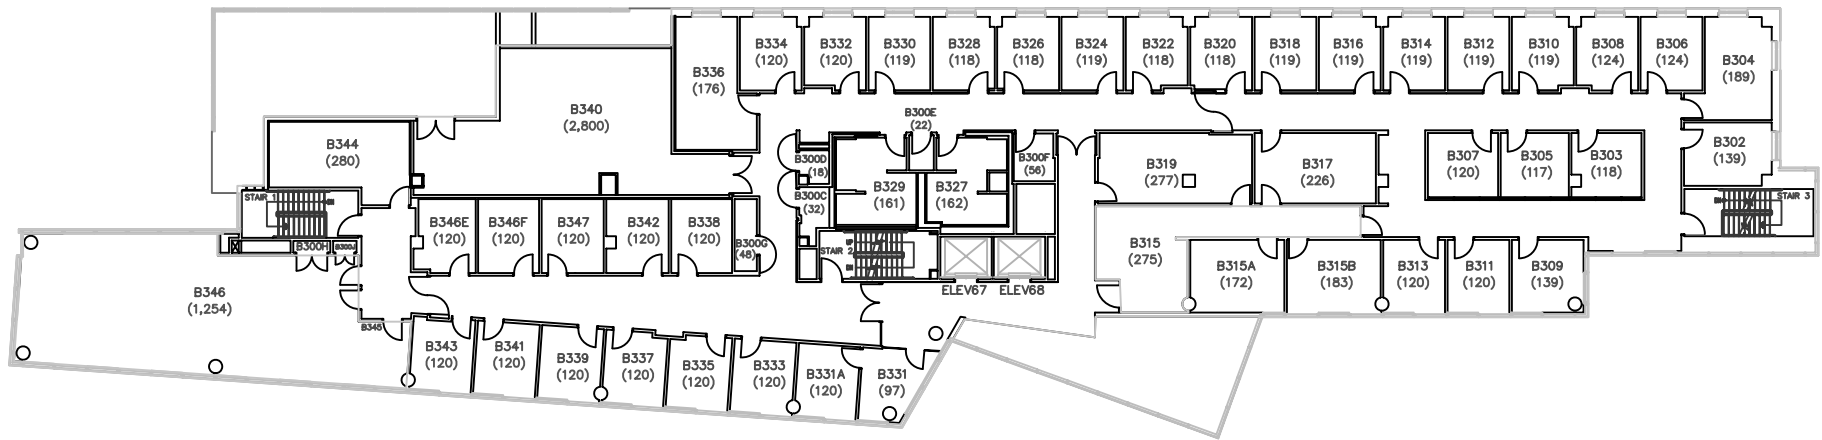 B334
(120)
B332
(120)
B330
(119)
B328
(118)
B326
(118)
B324
(119)
B322
(118)
B320
(118)
B318
(119)
B316
(119)
B314
(119)
B312
(119)
B310
(119)
B308
(124)
B306
(124)
B304
(189)
B336
(176)
B340
(2,800)
B300E
(22)
B344
(280)
B300D
(18)
B300F
(56)
B319
(277)
B317
(226)
B307
(120)
B305
(117)
B303
(118)
B302
(139)
B329
(161)
B327
(162)
B300C
(32)
STAIR 1
DN
UP
STAIR 3
DN
B346E
(120)
B346F
(120)
B347
(120)
B342
(120)
B338
(120)
B300G
(48)
STAIR 2
UP
DN
B300H
B300J
B315
(275)
B315A
(172)
B315B
(183)
B313
(120)
B311
(120)
B309
(139)
ELEV67
ELEV68
B346
(1,254)
B345
B343
(120)
B341
(120)
B339
(120)
B337
(120)
B335
(120)
B333
(120)
B331A
(120)
B331
(97)